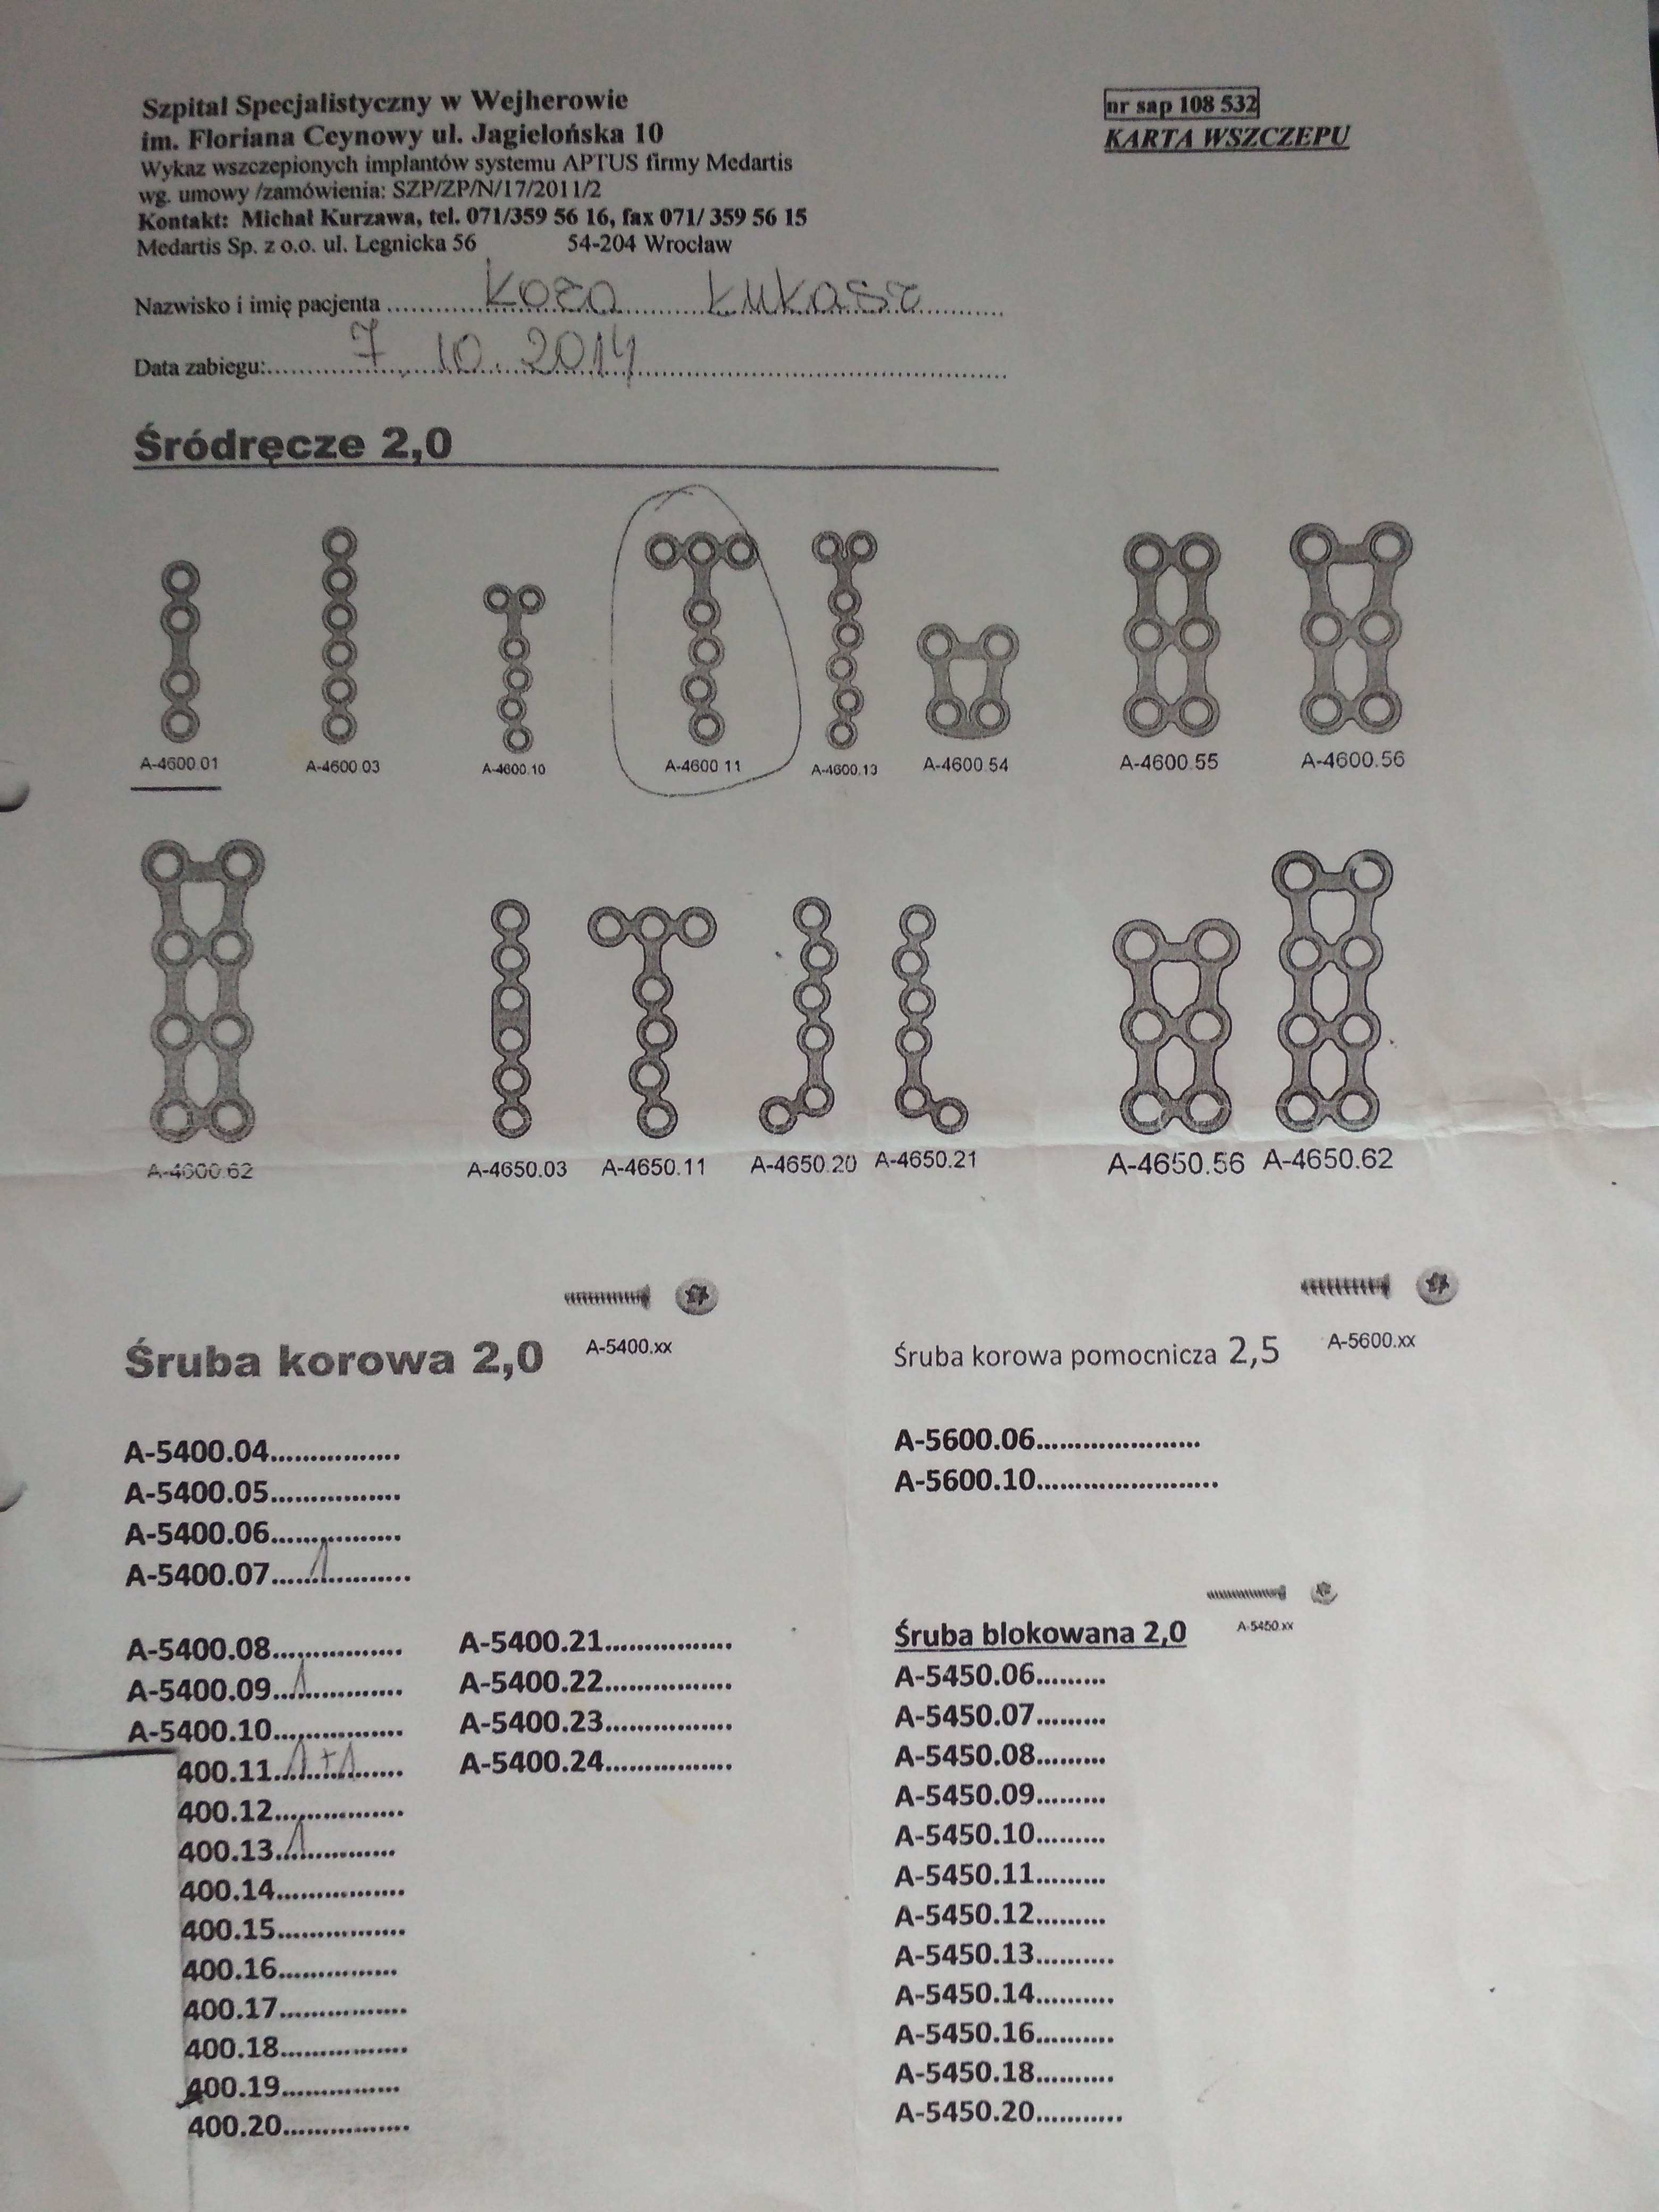 Szpital Specjalistyczny w Wejherowie
im. Floriana Ceynowy ul. Jagielońska 10
Wykaz wszczepionych implantów systemu APTUS firmy Medartis
wg. umowy /zamówienia: SZP/ZP/N/17/2011/2
Kontakt: Michał Kurzawa, tel. 071/359 56 16, fax 071/ 359 56 15
Medartis Sp. z o.o. ul. Legnicka 56 54-204 Wrocław
nr sap 108 532
KARTA WSZCZEPU
Nazwisko i imię pacjenta ..... Koza Łukasz .....
Data zabiegu:..... 7. 10. 2014 .....
Śródręcze 2,0
A-4600.01 A-4600.03 A-4600.10 A-4600.11 A-4600.13 A-4600.54 A-4600.55 A-4600.56
A-4600.62 A-4650.03 A-4650.11 A-4650.20 A-4650.21 A-4650.56 A-4650.62
Śruba korowa 2,0 A-5400.xx
A-5400.04................
A-5400.05................
A-5400.06................
A-5400.07......1..........
A-5400.08................
A-5400.09....1............
A-5400.10................
400.11....1+1......
400.12................
400.13...1............
400.14................
400.15................
400.16...............
400.17................
400.18................
400.19...............
400.20................
A-5400.21................
A-5400.22................
A-5400.23................
A-5400.24................
Śruba korowa pomocnicza 2,5 A-5600.xx
A-5600.06.....................
A-5600.10.......................
Śruba blokowana 2,0 A-5450.xx
A-5450.06.........
A-5450.07.........
A-5450.08.........
A-5450.09.........
A-5450.10.........
A-5450.11.........
A-5450.12.........
A-5450.13..........
A-5450.14..........
A-5450.16..........
A-5450.18..........
A-5450.20...........